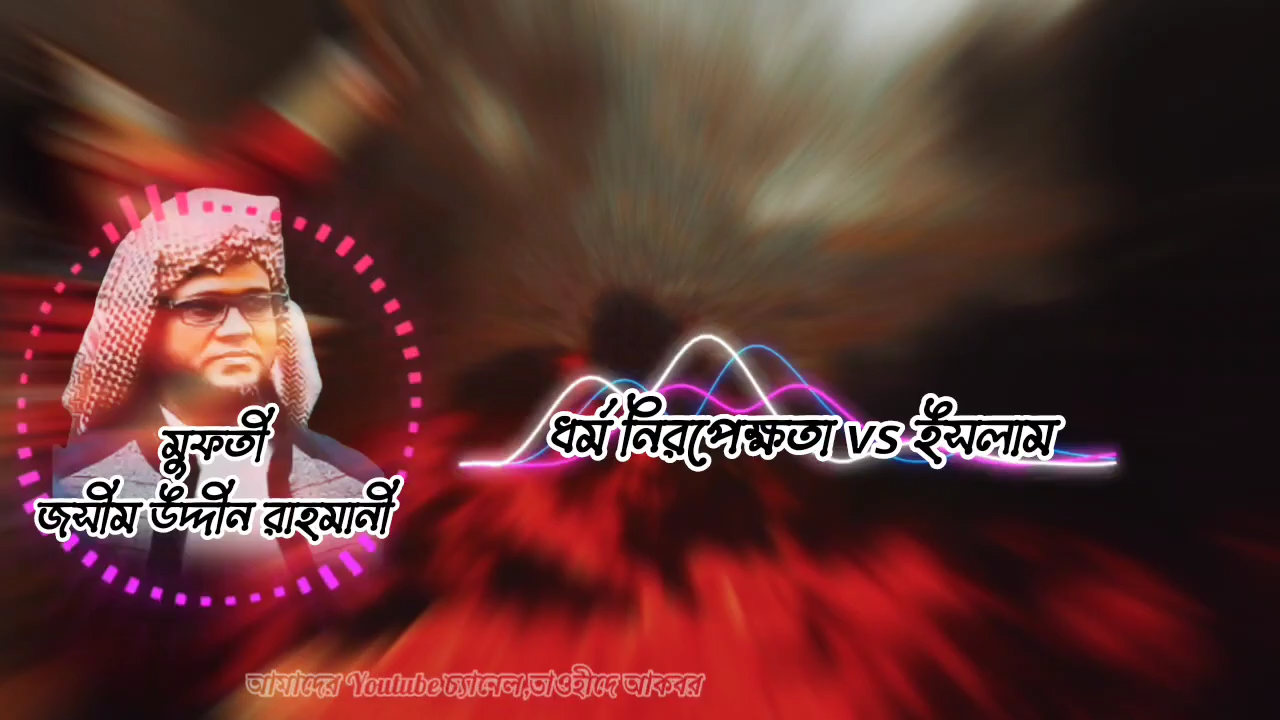 মুফতী
জসীম উদ্দীন রাহমানী
ধর্ম নিরপেক্ষতা vs ইসলাম
আমাদের Youtube চ্যানেল,তাওহীদে আকবর